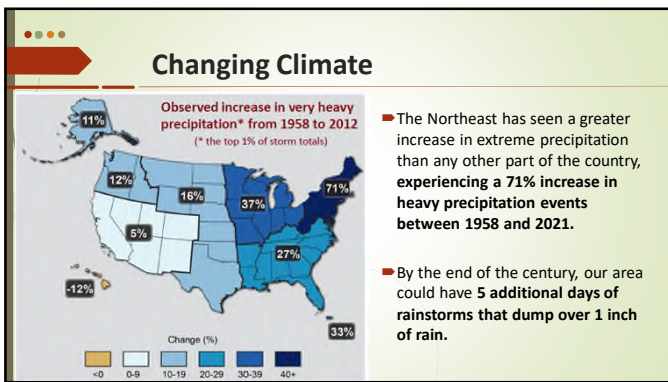 Changing Climate
Observed increase in very heavy
precipitation* from 1958 to 2012
(* the top 1% of storm totals)
11%
12%
16%
37%
71%
5%
27%
-12%
33%
Change (%)
<0 0-9 10-19 20-29 30-39 40+
The Northeast has seen a greater
increase in extreme precipitation
than any other part of the country,
experiencing a 71% increase in
heavy precipitation events
between 1958 and 2021.
By the end of the century, our area
could have 5 additional days of
rainstorms that dump over 1 inch
of rain.